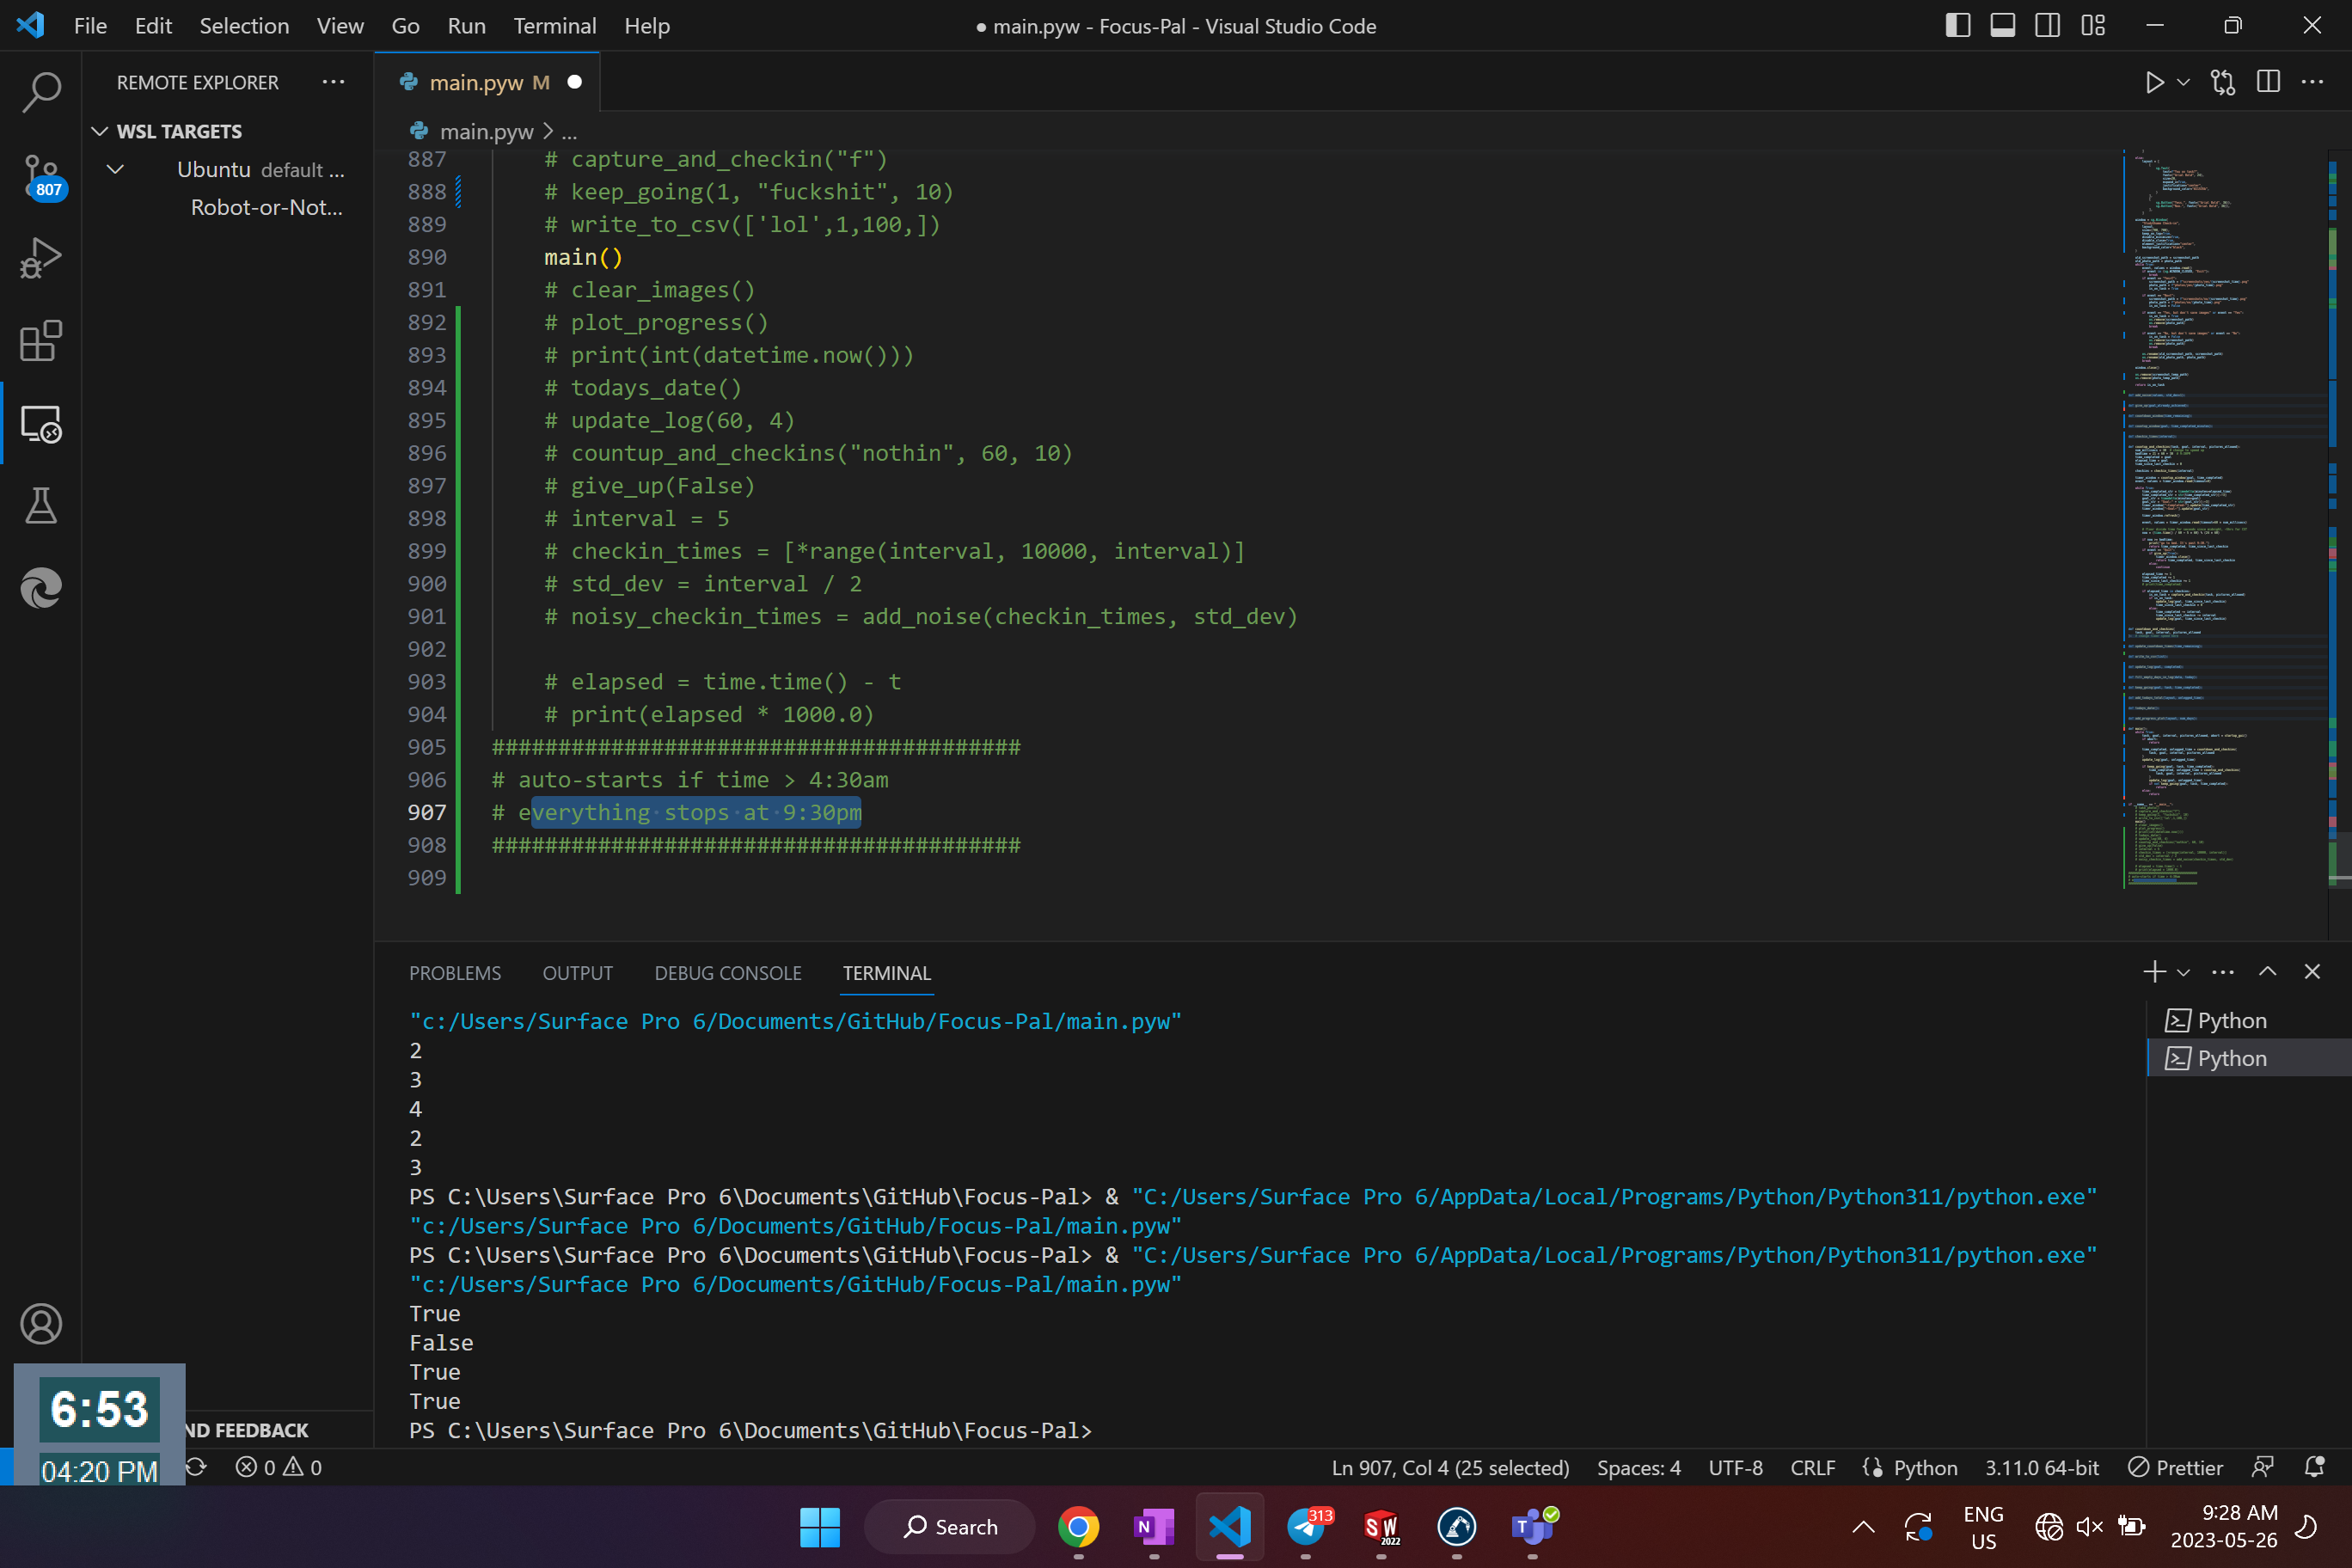 File Edit Selection View Go Run Terminal Help
● main.pyw - Focus-Pal - Visual Studio Code
REMOTE EXPLORER ...
WSL TARGETS
Ubuntu default ...
Robot-or-Not...
807
main.pyw M
main.pyw > ...
887 # capture_and_checkin("f")
888 # keep_going(1, "fuckshit", 10)
889 # write_to_csv(['lol',1,100,])
890 main()
891 # clear_images()
892 # plot_progress()
893 # print(int(datetime.now()))
894 # todays_date()
895 # update_log(60, 4)
896 # countup_and_checkins("nothin", 60, 10)
897 # give_up(False)
898 # interval = 5
899 # checkin_times = [*range(interval, 10000, interval)]
900 # std_dev = interval / 2
901 # noisy_checkin_times = add_noise(checkin_times, std_dev)
902
903 # elapsed = time.time() - t
904 # print(elapsed * 1000.0)
905 ########################################
906 # auto-starts if time > 4:30am
907 # everything stops at 9:30pm
908 ########################################
909
PROBLEMS OUTPUT DEBUG CONSOLE TERMINAL
"c:/Users/Surface Pro 6/Documents/GitHub/Focus-Pal/main.pyw"
2
3
4
2
3
PS C:\Users\Surface Pro 6\Documents\GitHub\Focus-Pal> & "C:/Users/Surface Pro 6/AppData/Local/Programs/Python/Python311/python.exe"
"c:/Users/Surface Pro 6/Documents/GitHub/Focus-Pal/main.pyw"
PS C:\Users\Surface Pro 6\Documents\GitHub\Focus-Pal> & "C:/Users/Surface Pro 6/AppData/Local/Programs/Python/Python311/python.exe"
"c:/Users/Surface Pro 6/Documents/GitHub/Focus-Pal/main.pyw"
True
False
True
True
PS C:\Users\Surface Pro 6\Documents\GitHub\Focus-Pal>
Python
Python
6:53
04:20 PM
ND FEEDBACK
0 0
Ln 907, Col 4 (25 selected) Spaces: 4 UTF-8 CRLF Python 3.11.0 64-bit Prettier
Search
N
313
SW
2022
T
ENG
US
9:28 AM
2023-05-26